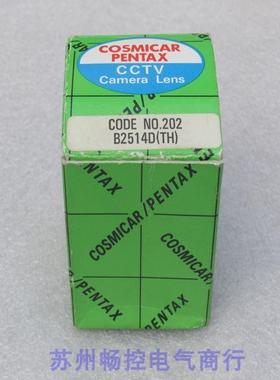 COSMICAR
PENTAX
CCTV
Camera Lens
CODE NO.202
B2514D(TH)
COSMICAR/PENTAX
COSMICAR/PENTAX
苏州畅控电气商行